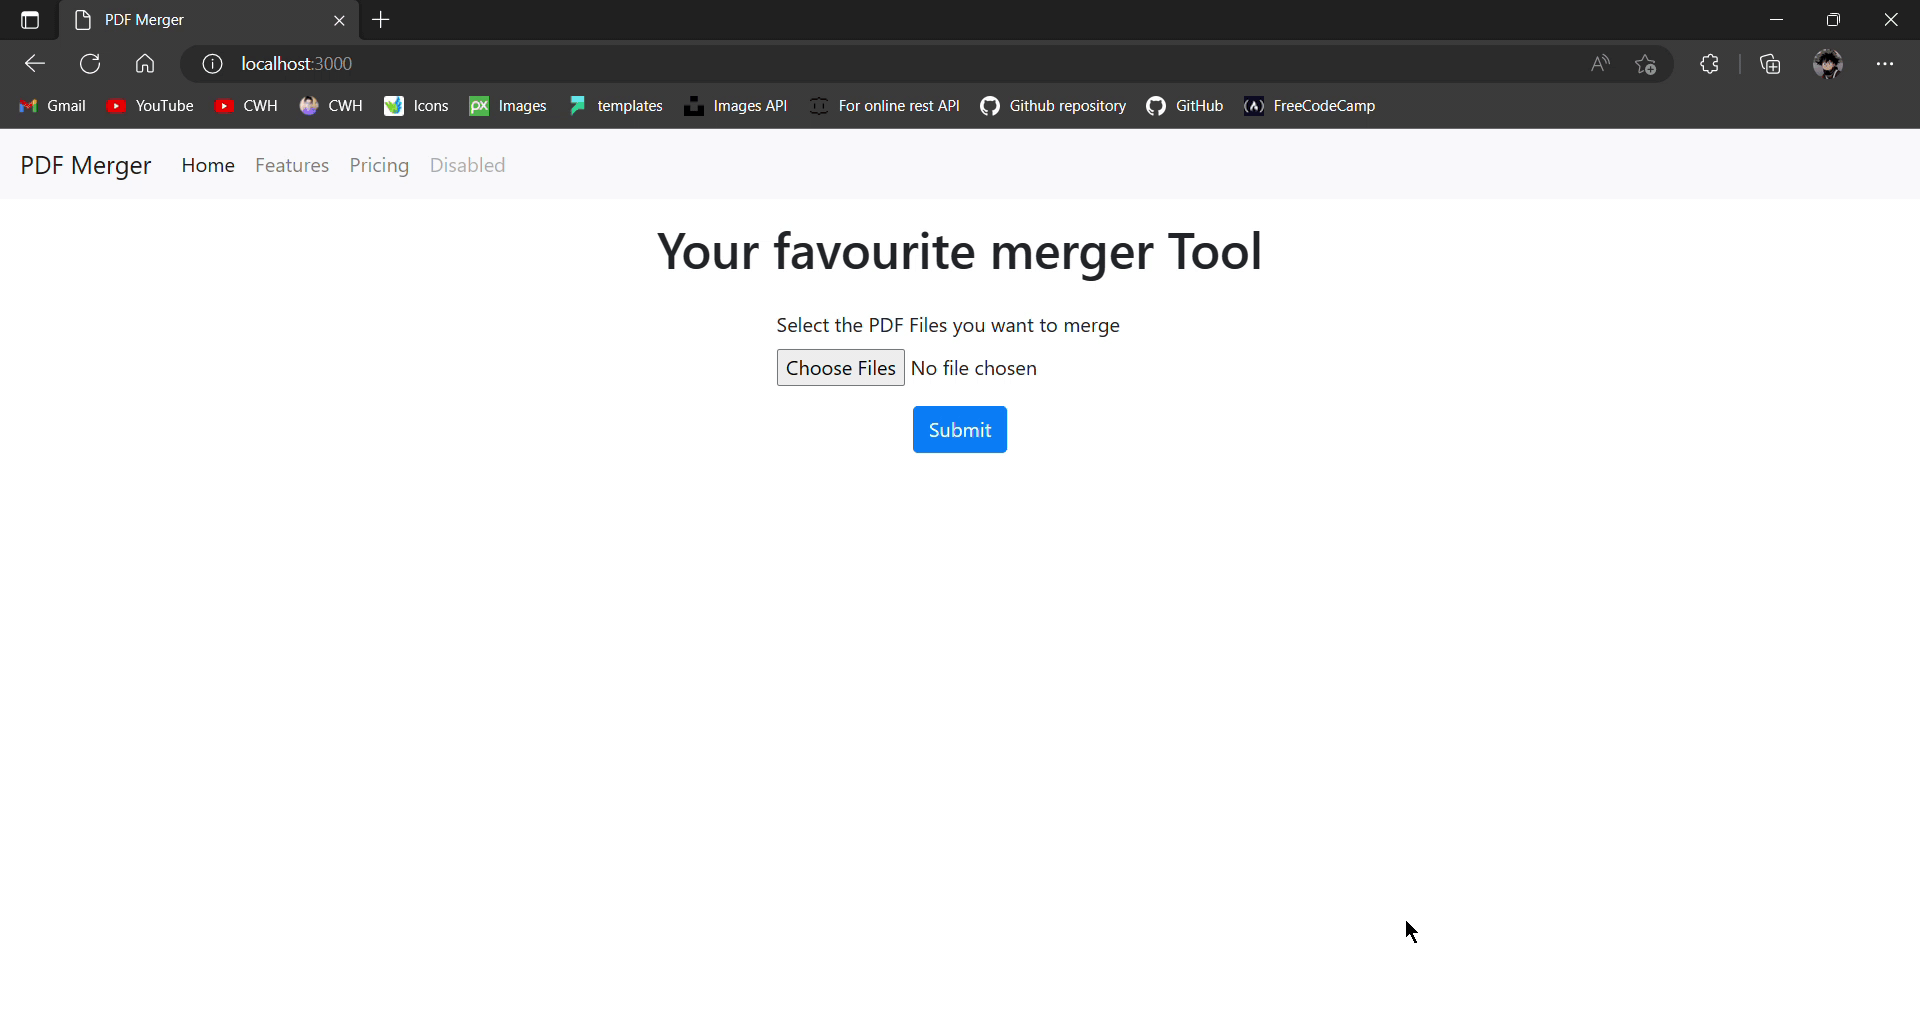 PDF Merger
localhost:3000
Gmail YouTube CWH CWH Icons Images templates Images API For online rest API Github repository GitHub FreeCodeCamp
PDF Merger Home Features Pricing Disabled
Your favourite merger Tool
Select the PDF Files you want to merge
Choose Files No file chosen
Submit